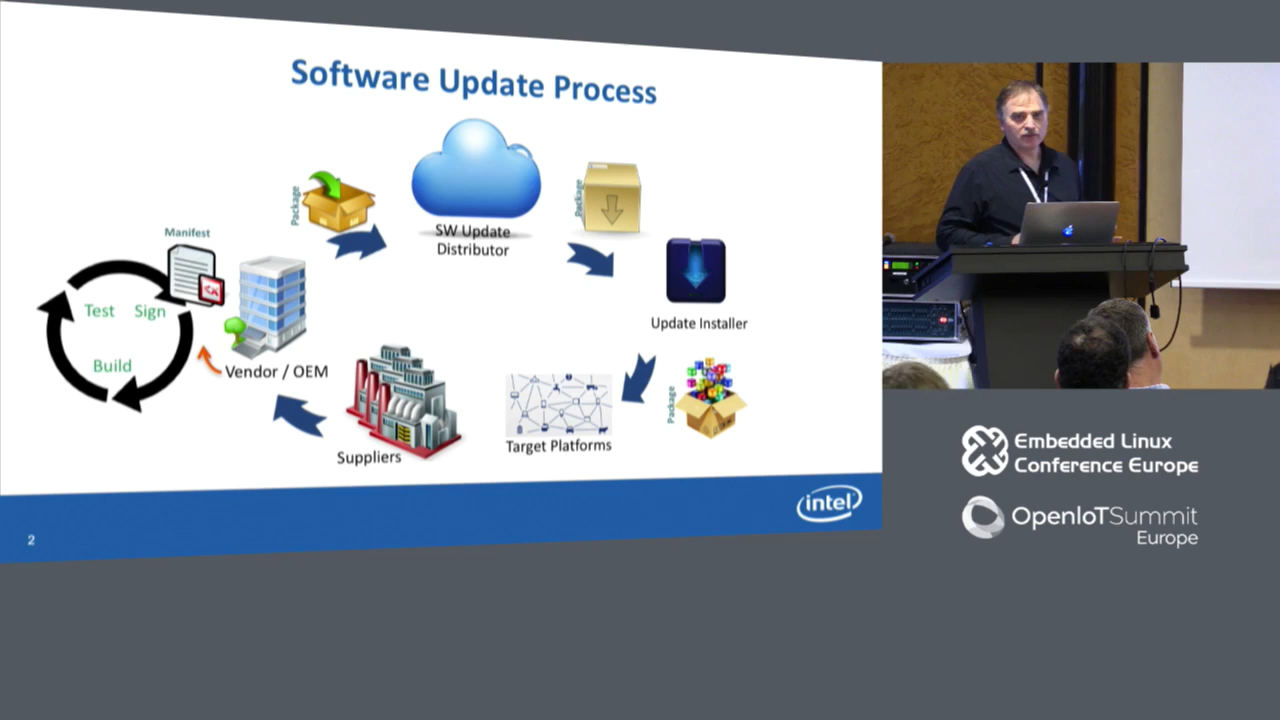 Software Update Process
Package
SW Update
Distributor
Package
Manifest
Test
Sign
Build
Vendor / OEM
Update Installer
Suppliers
Target Platforms
Package
intel
2
Embedded Linux
Conference Europe
OpenIoTSummit
Europe